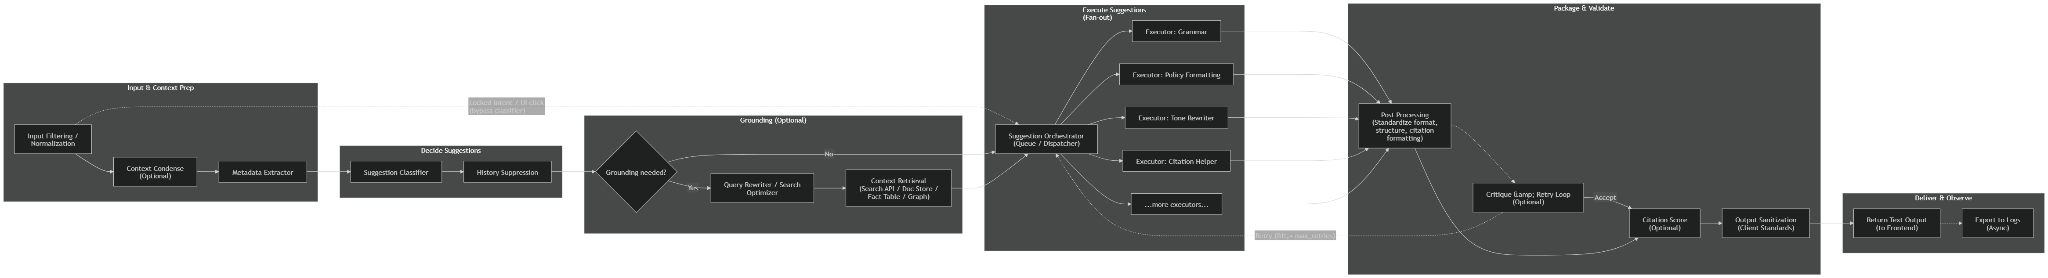 Input & Context Prep
Input Filtering /
Normalization
Context Condense
(Optional)
Metadata Extractor
Locked intent / UI click
(bypass classifier)
Decide Suggestions
Suggestion Classifier
History Suppression
Grounding (Optional)
Grounding needed?
No
Yes
Query Rewriter / Search
Optimizer
Context Retrieval
(Search API / Doc Store /
Fact Table / Graph)
Execute Suggestions
(Fan-out)
Suggestion Orchestrator
(Queue / Dispatcher)
Executor: Grammar
Executor: Policy Formatting
Executor: Tone Rewriter
Executor: Citation Helper
...more executors...
Package & Validate
Post Processing
(Standardize format,
structure, citation
formatting)
Critique &amp; Retry Loop
(Optional)
Accept
Citation Score
(Optional)
Output Sanitization
(Client Standards)
Deliver & Observe
Return Text Output
(to Frontend)
Export to Logs
(Async)